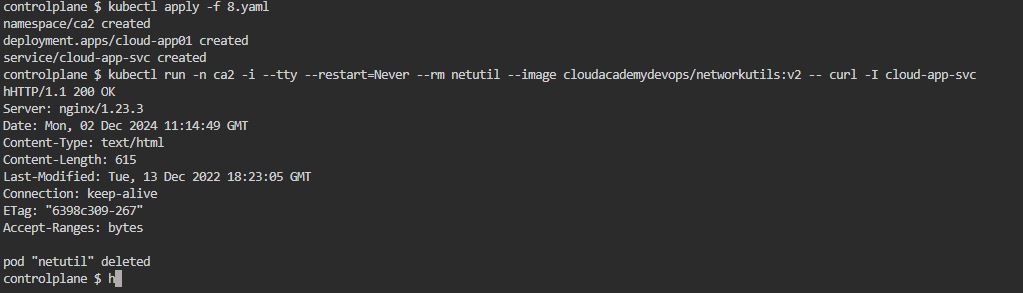 controlplane $ kubectl apply -f 8.yaml
namespace/ca2 created
deployment.apps/cloud-app01 created
service/cloud-app-svc created
controlplane $ kubectl run -n ca2 -i --tty --restart=Never --rm netutil --image cloudacademydevops/networkutils:v2 -- curl -I cloud-app-svc
hHTTP/1.1 200 OK
Server: nginx/1.23.3
Date: Mon, 02 Dec 2024 11:14:49 GMT
Content-Type: text/html
Content-Length: 615
Last-Modified: Tue, 13 Dec 2022 18:23:05 GMT
Connection: keep-alive
ETag: "6398c309-267"
Accept-Ranges: bytes

pod "netutil" deleted
controlplane $ h